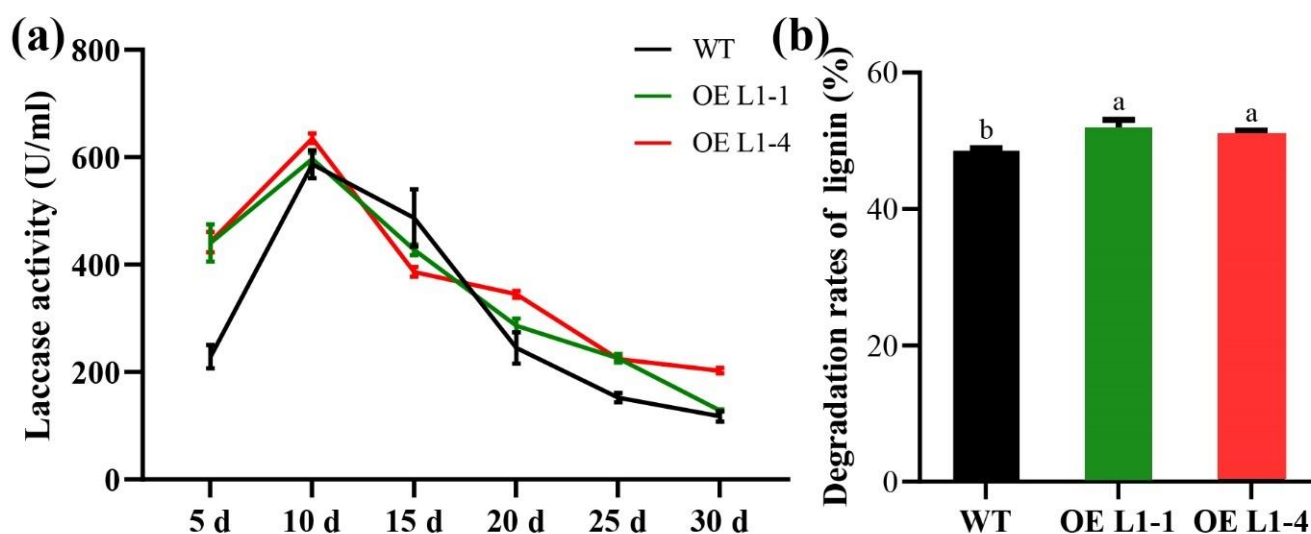 (a)
Laccase activity (U/ml)
800
600
400
200
0
5 d 10 d 15 d 20 d 25 d 30 d
WT
OE L1-1
OE L1-4
(b)
Degradation rates of lignin (%)
60
40
20
0
b a a
WT OE L1-1 OE L1-4